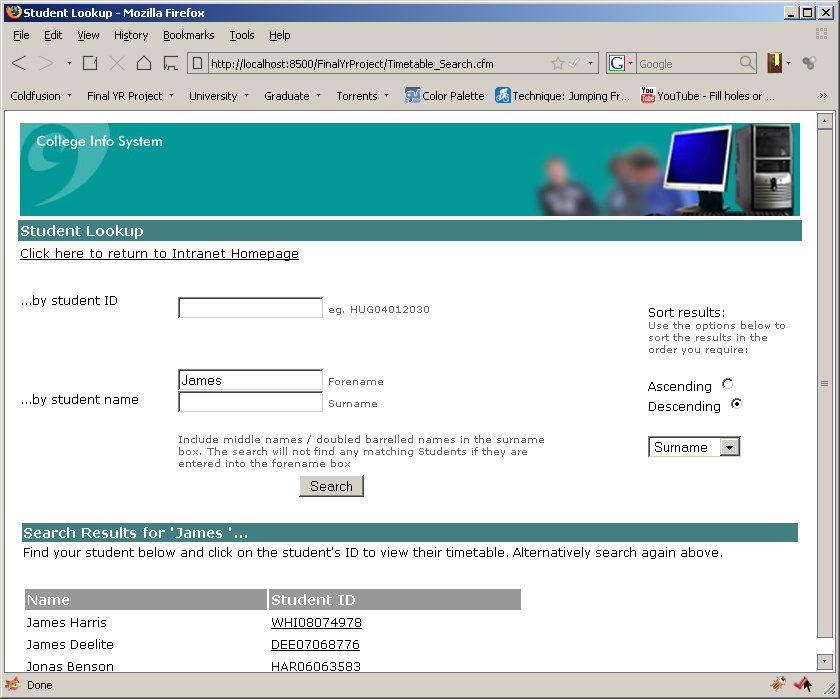 Student Lookup - Mozilla Firefox
File Edit View History Bookmarks Tools Help
http://localhost:8500/FinalYrProject/Timetable_Search.cfm
G Google
Coldfusion Final YR Project University Graduate Torrents Color Palette Technique: Jumping Fr... You Tube YouTube - Fill holes or ... »
College Info System
Student Lookup
Click here to return to Intranet Homepage
...by student ID
eg. HUG04012030
Sort results:
Use the options below to
sort the results in the
order you require:
James Forename
Ascending
...by student name
Surname
Descending
Include middle names / doubled barrelled names in the surname
box. The search will not find any matching Students if they are
entered into the forename box
Surname
Search
Search Results for 'James '...
Find your student below and click on the student's ID to view their timetable. Alternatively search again above.
Name Student ID
James Harris WHI08074978
James Deelite DEE07068776
Jonas Benson HAR06063583
Done